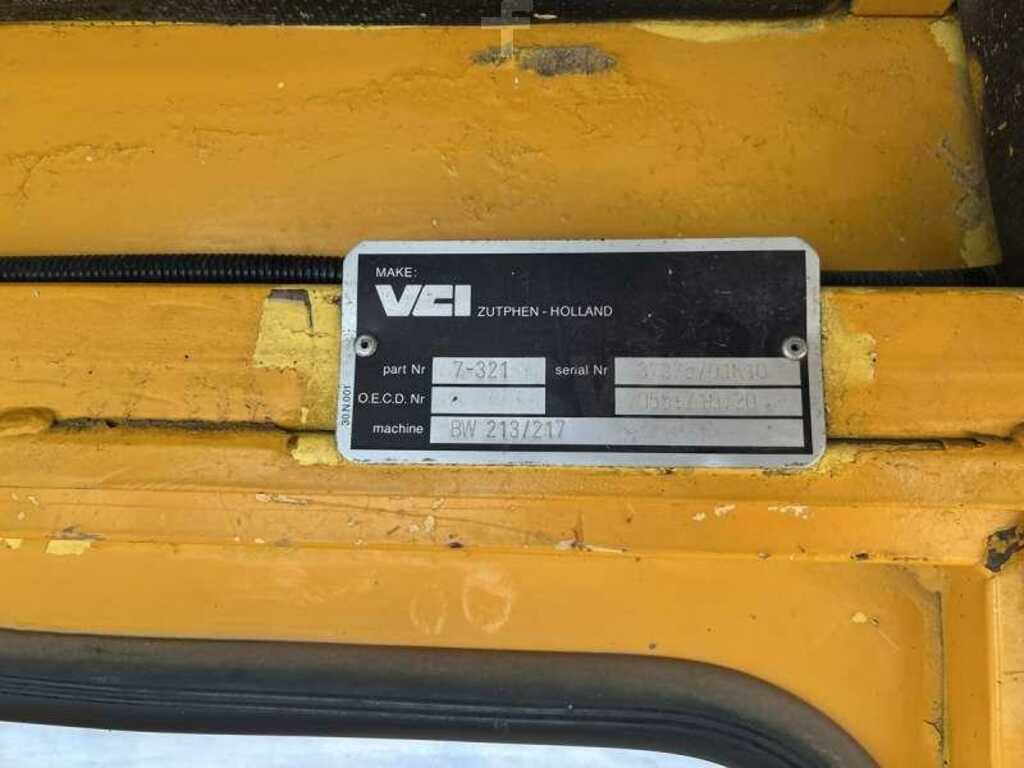 MAKE:
VCI ZUTPHEN - HOLLAND
part Nr 7-321 serial Nr
O.E.C.D. Nr
machine BW 213/217
30.N.001